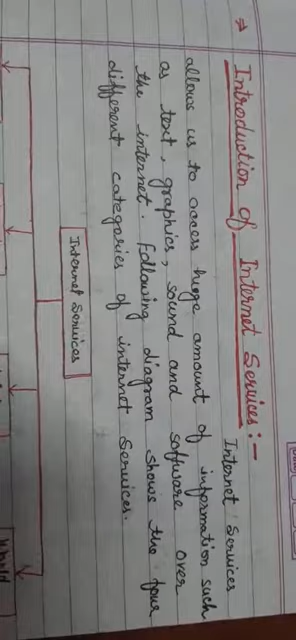 ⇒ Introduction of Internet Services :-
Internet Services
allows us to access huge amount of information such
as text, graphics, sound and software over
the internet. Following diagram shows the four
different categories of internet Services.
Internet Services
World